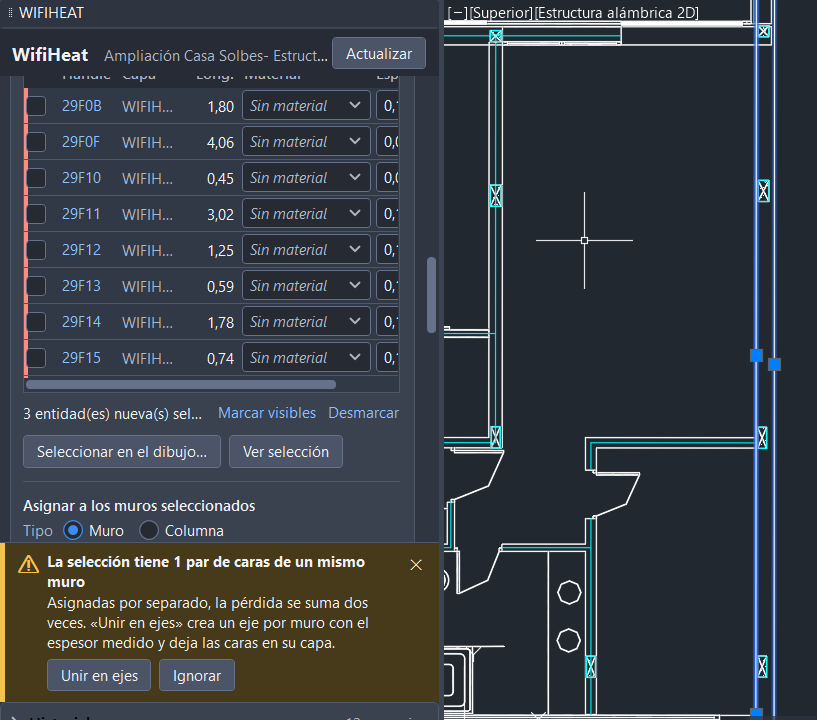 WIFIHEAT
[−][Superior][Estructura alámbrica 2D]
WifiHeat Ampliación Casa Solbes- Estruct... Actualizar
Handle Capa Long. Material
29F0B WIFIH... 1,80 Sin material
29F0F WIFIH... 4,06 Sin material
29F10 WIFIH... 0,45 Sin material
29F11 WIFIH... 3,02 Sin material
29F12 WIFIH... 1,25 Sin material
29F13 WIFIH... 0,59 Sin material
29F14 WIFIH... 1,78 Sin material
29F15 WIFIH... 0,74 Sin material
3 entidad(es) nueva(s) sel... Marcar visibles Desmarcar
Seleccionar en el dibujo... Ver selección
Asignar a los muros seleccionados
Tipo Muro Columna
La selección tiene 1 par de caras de un mismo
muro
Asignadas por separado, la pérdida se suma dos
veces. «Unir en ejes» crea un eje por muro con el
espesor medido y deja las caras en su capa.
Unir en ejes Ignorar